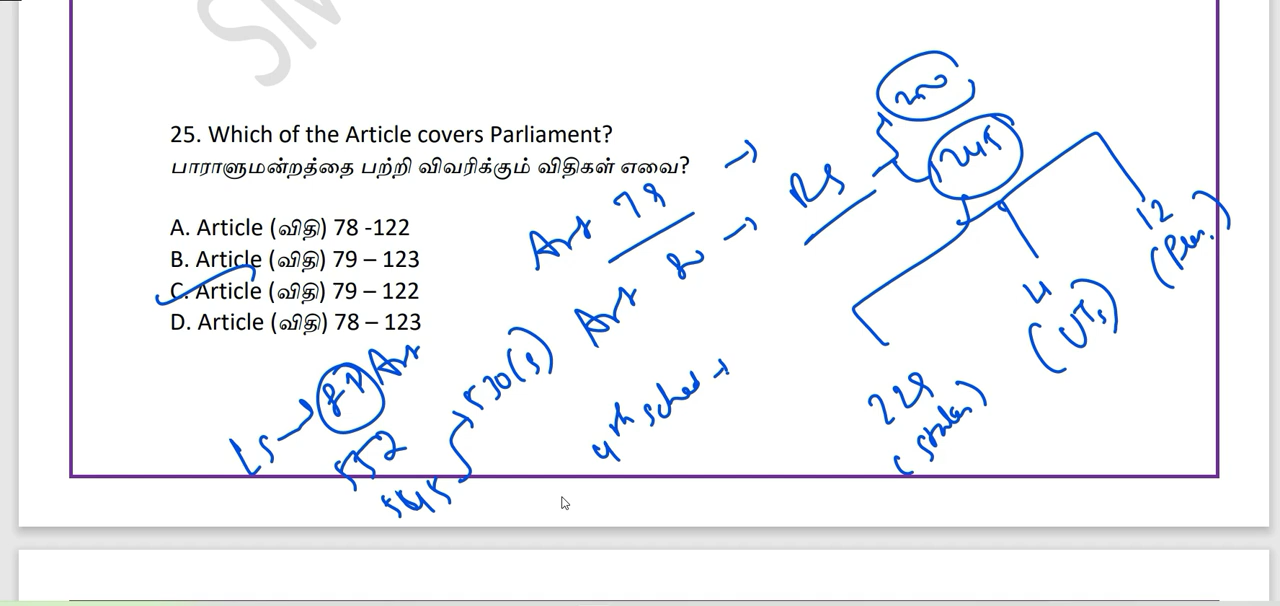 25. Which of the Article covers Parliament?
பாராளுமன்றத்தை பற்றி விவரிக்கும் விதிகள் எவை?
A. Article (விதி) 78 -122
B. Article (விதி) 79 – 123
C. Article (விதி) 79 – 122
D. Article (விதி) 78 – 123
250
245
RS
Art 79
Art 80
12
4
(UTs)
229
(States)
4th sched →
LS → 81 Art
552
545
530(s)